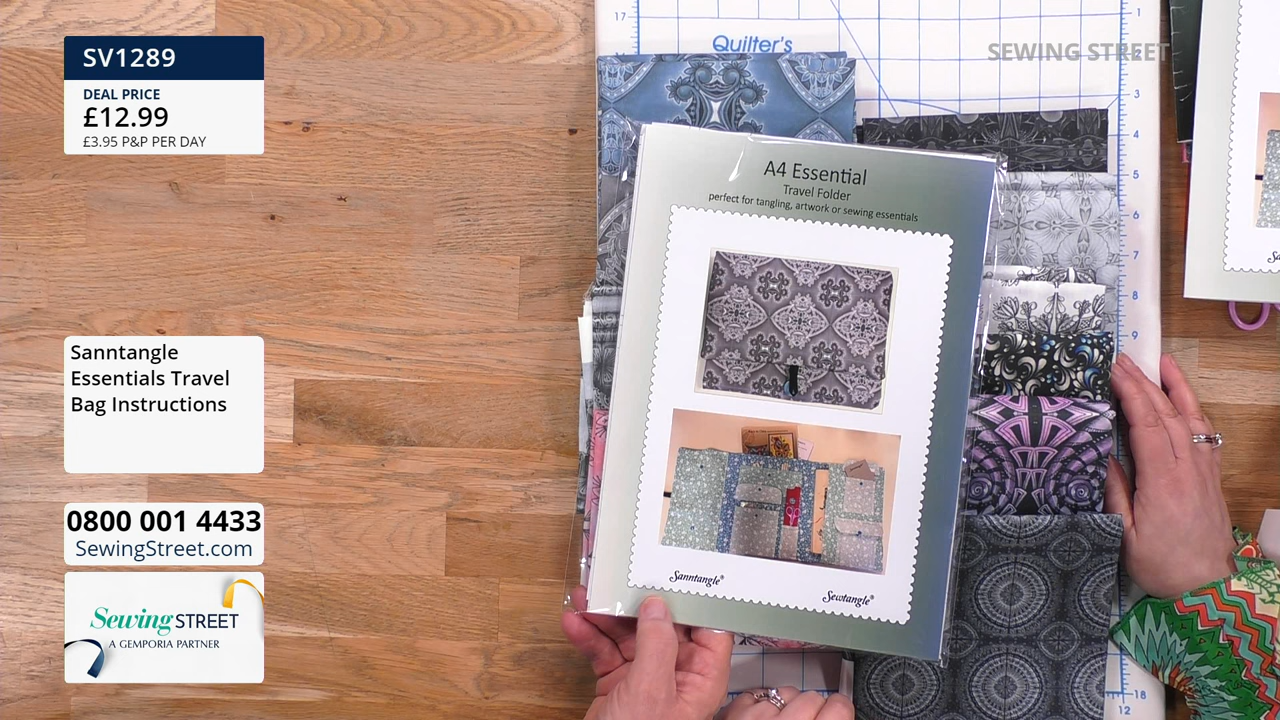 SV1289
DEAL PRICE
£12.99
£3.95 P&P PER DAY
Sanntangle
Essentials Travel
Bag Instructions
0800 001 4433
SewingStreet.com
Sewing STREET
A GEMPORIA PARTNER
SEWING STREET
Quilter's
17
1
2
3
4
5
6
7
8
9
18
12
A4 Essential
Travel Folder
perfect for tangling, artwork or sewing essentials
Sanntangle®
Sewtangle®